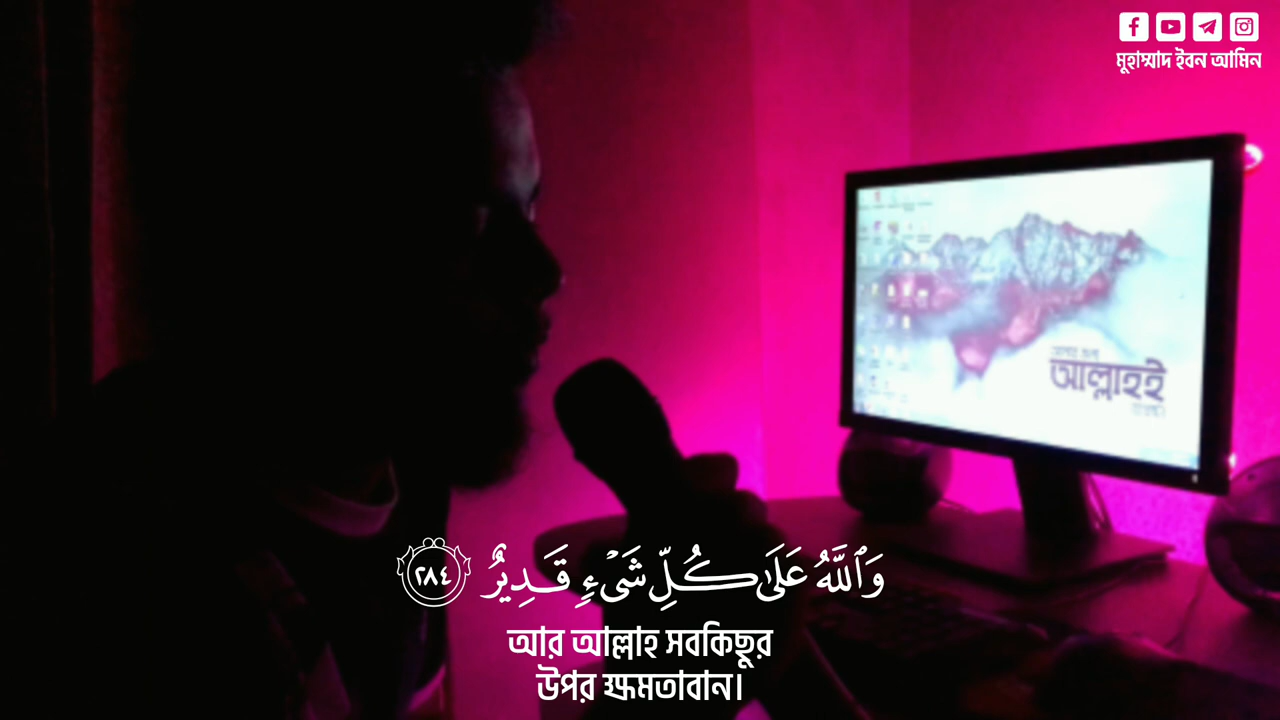 মুহাম্মাদ ইবন আমিন
আল্লাহই
وَٱللَّهُ عَلَىٰ كُلِّ شَىْءٍ قَدِيرٌ ٢٨٤
আর আল্লাহ সবকিছুর
উপর ক্ষমতাবান।